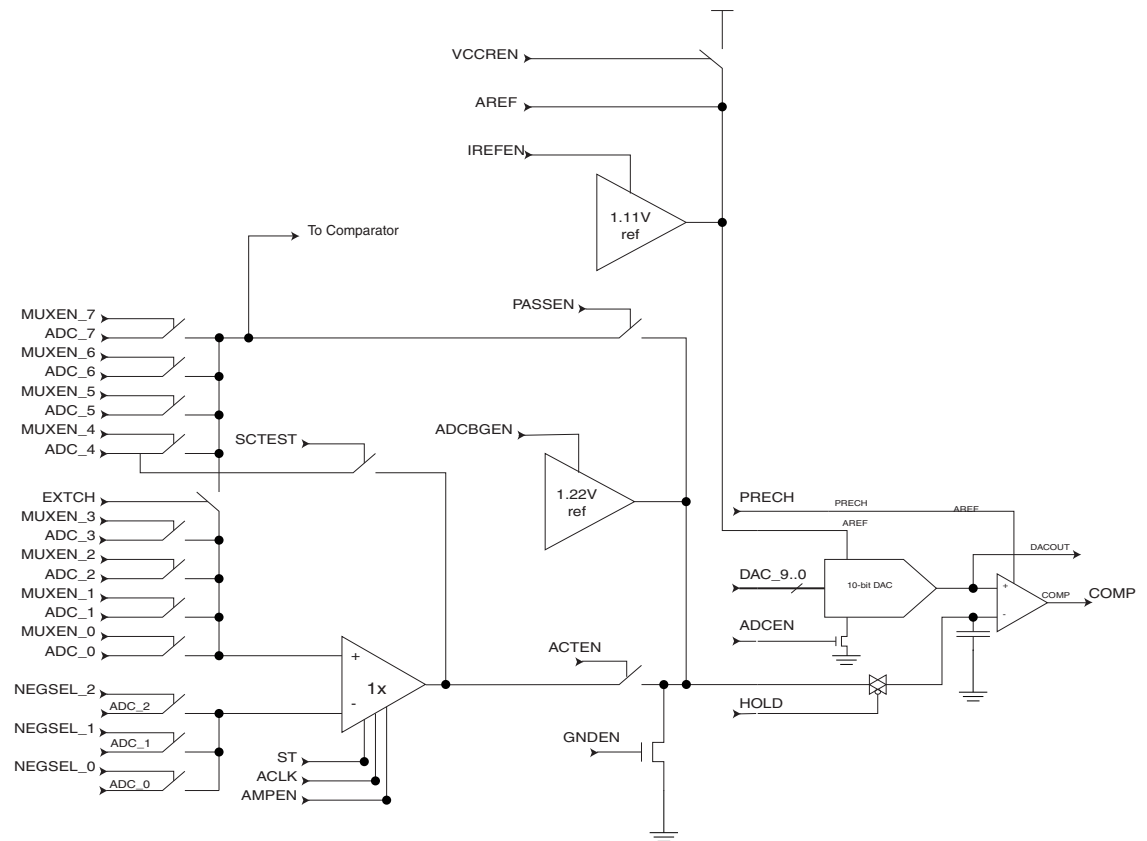 VCCREN
AREF
IREFEN
1.11V
ref
To Comparator
PASSEN
MUXEN_7
ADC_7
MUXEN_6
ADC_6
MUXEN_5
ADC_5
MUXEN_4
ADC_4
SCTEST
ADCBGEN
1.22V
ref
EXTCH
MUXEN_3
ADC_3
MUXEN_2
ADC_2
MUXEN_1
ADC_1
MUXEN_0
ADC_0
PRECH
PRECH
AREF
AREF
DACOUT
DAC_9..0
10-bit DAC
+
-
COMP
COMP
ADCEN
NEGSEL_2
ADC_2
NEGSEL_1
ADC_1
NEGSEL_0
ADC_0
+
1x
-
ACTEN
HOLD
GNDEN
ST
ACLK
AMPEN